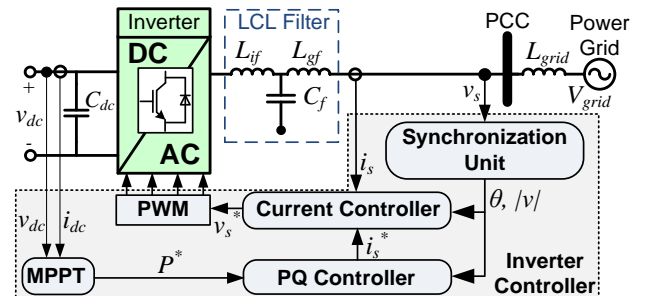 Inverter
LCL Filter
PCC
Power
Grid
DC
L_if
L_gf
L_grid
+
v_dc
C_dc
C_f
v_s
V_grid
-
AC
i_s
Synchronization
Unit
PWM
v_s^*
Current Controller
θ, |v|
v_dc
i_dc
i_s^*
MPPT
P^*
PQ Controller
Inverter
Controller